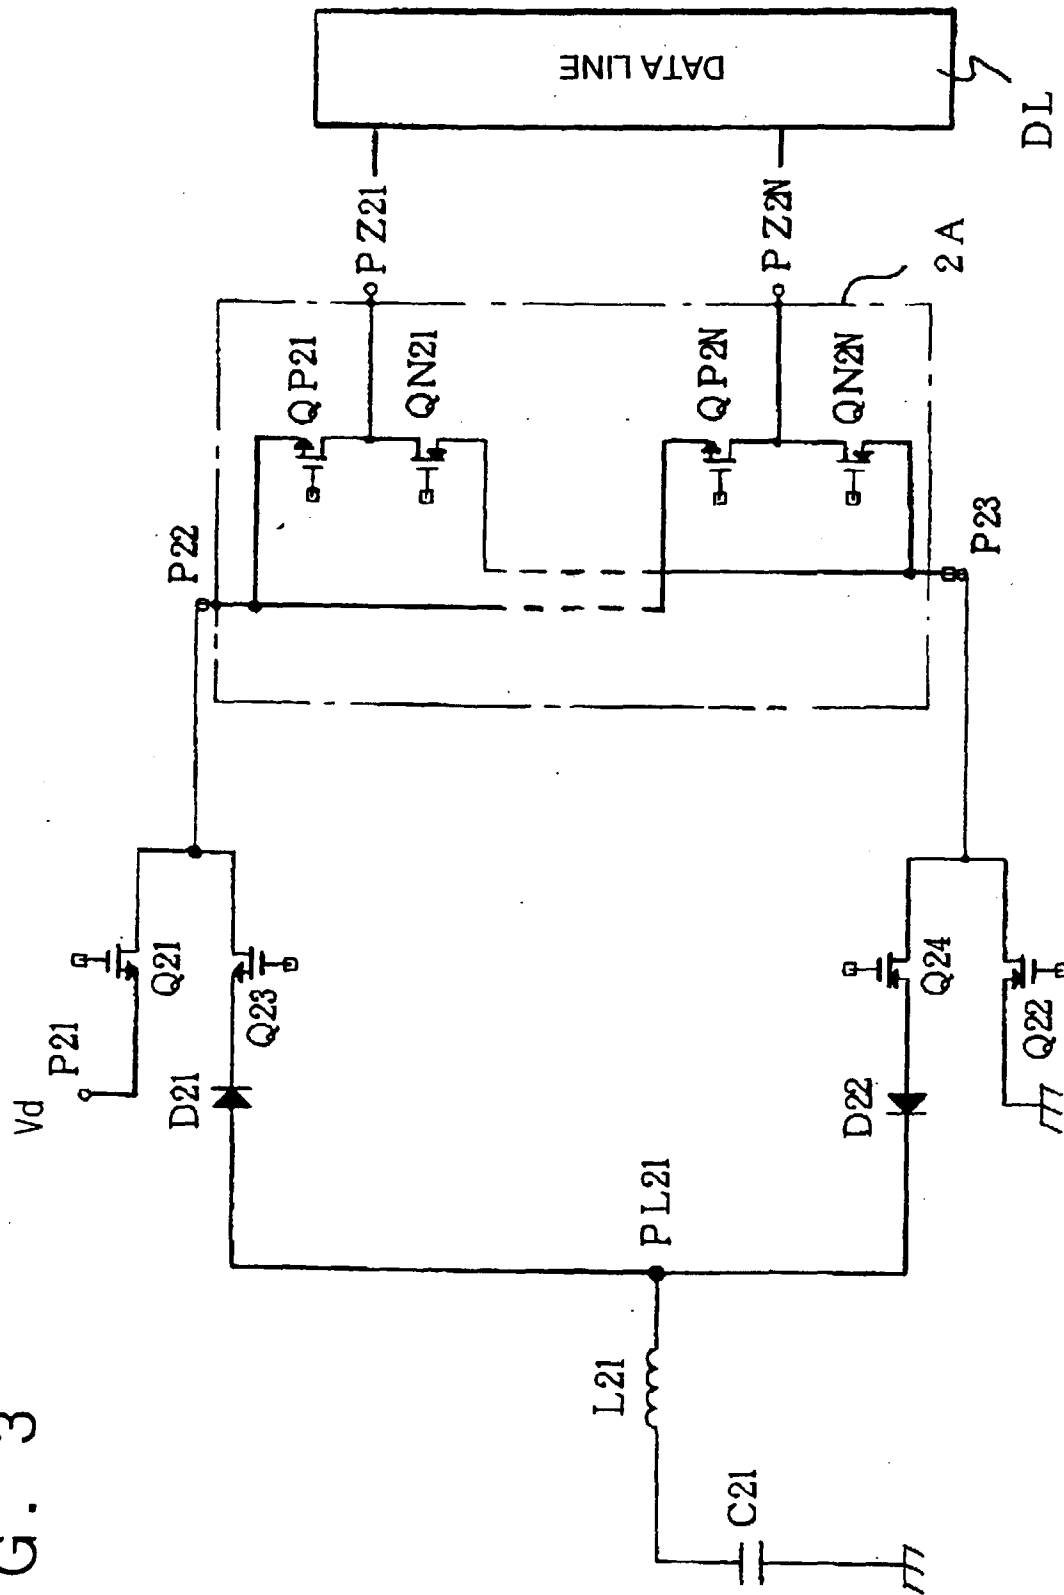 G. 3
Vd
P21
Q21
D21
Q23
P22
QP21
QN21
PZ21
DATA LINE
DL
PZ2N
2A
QP2N
QN2N
P23
L21
PL21
C21
D22
Q24
Q22